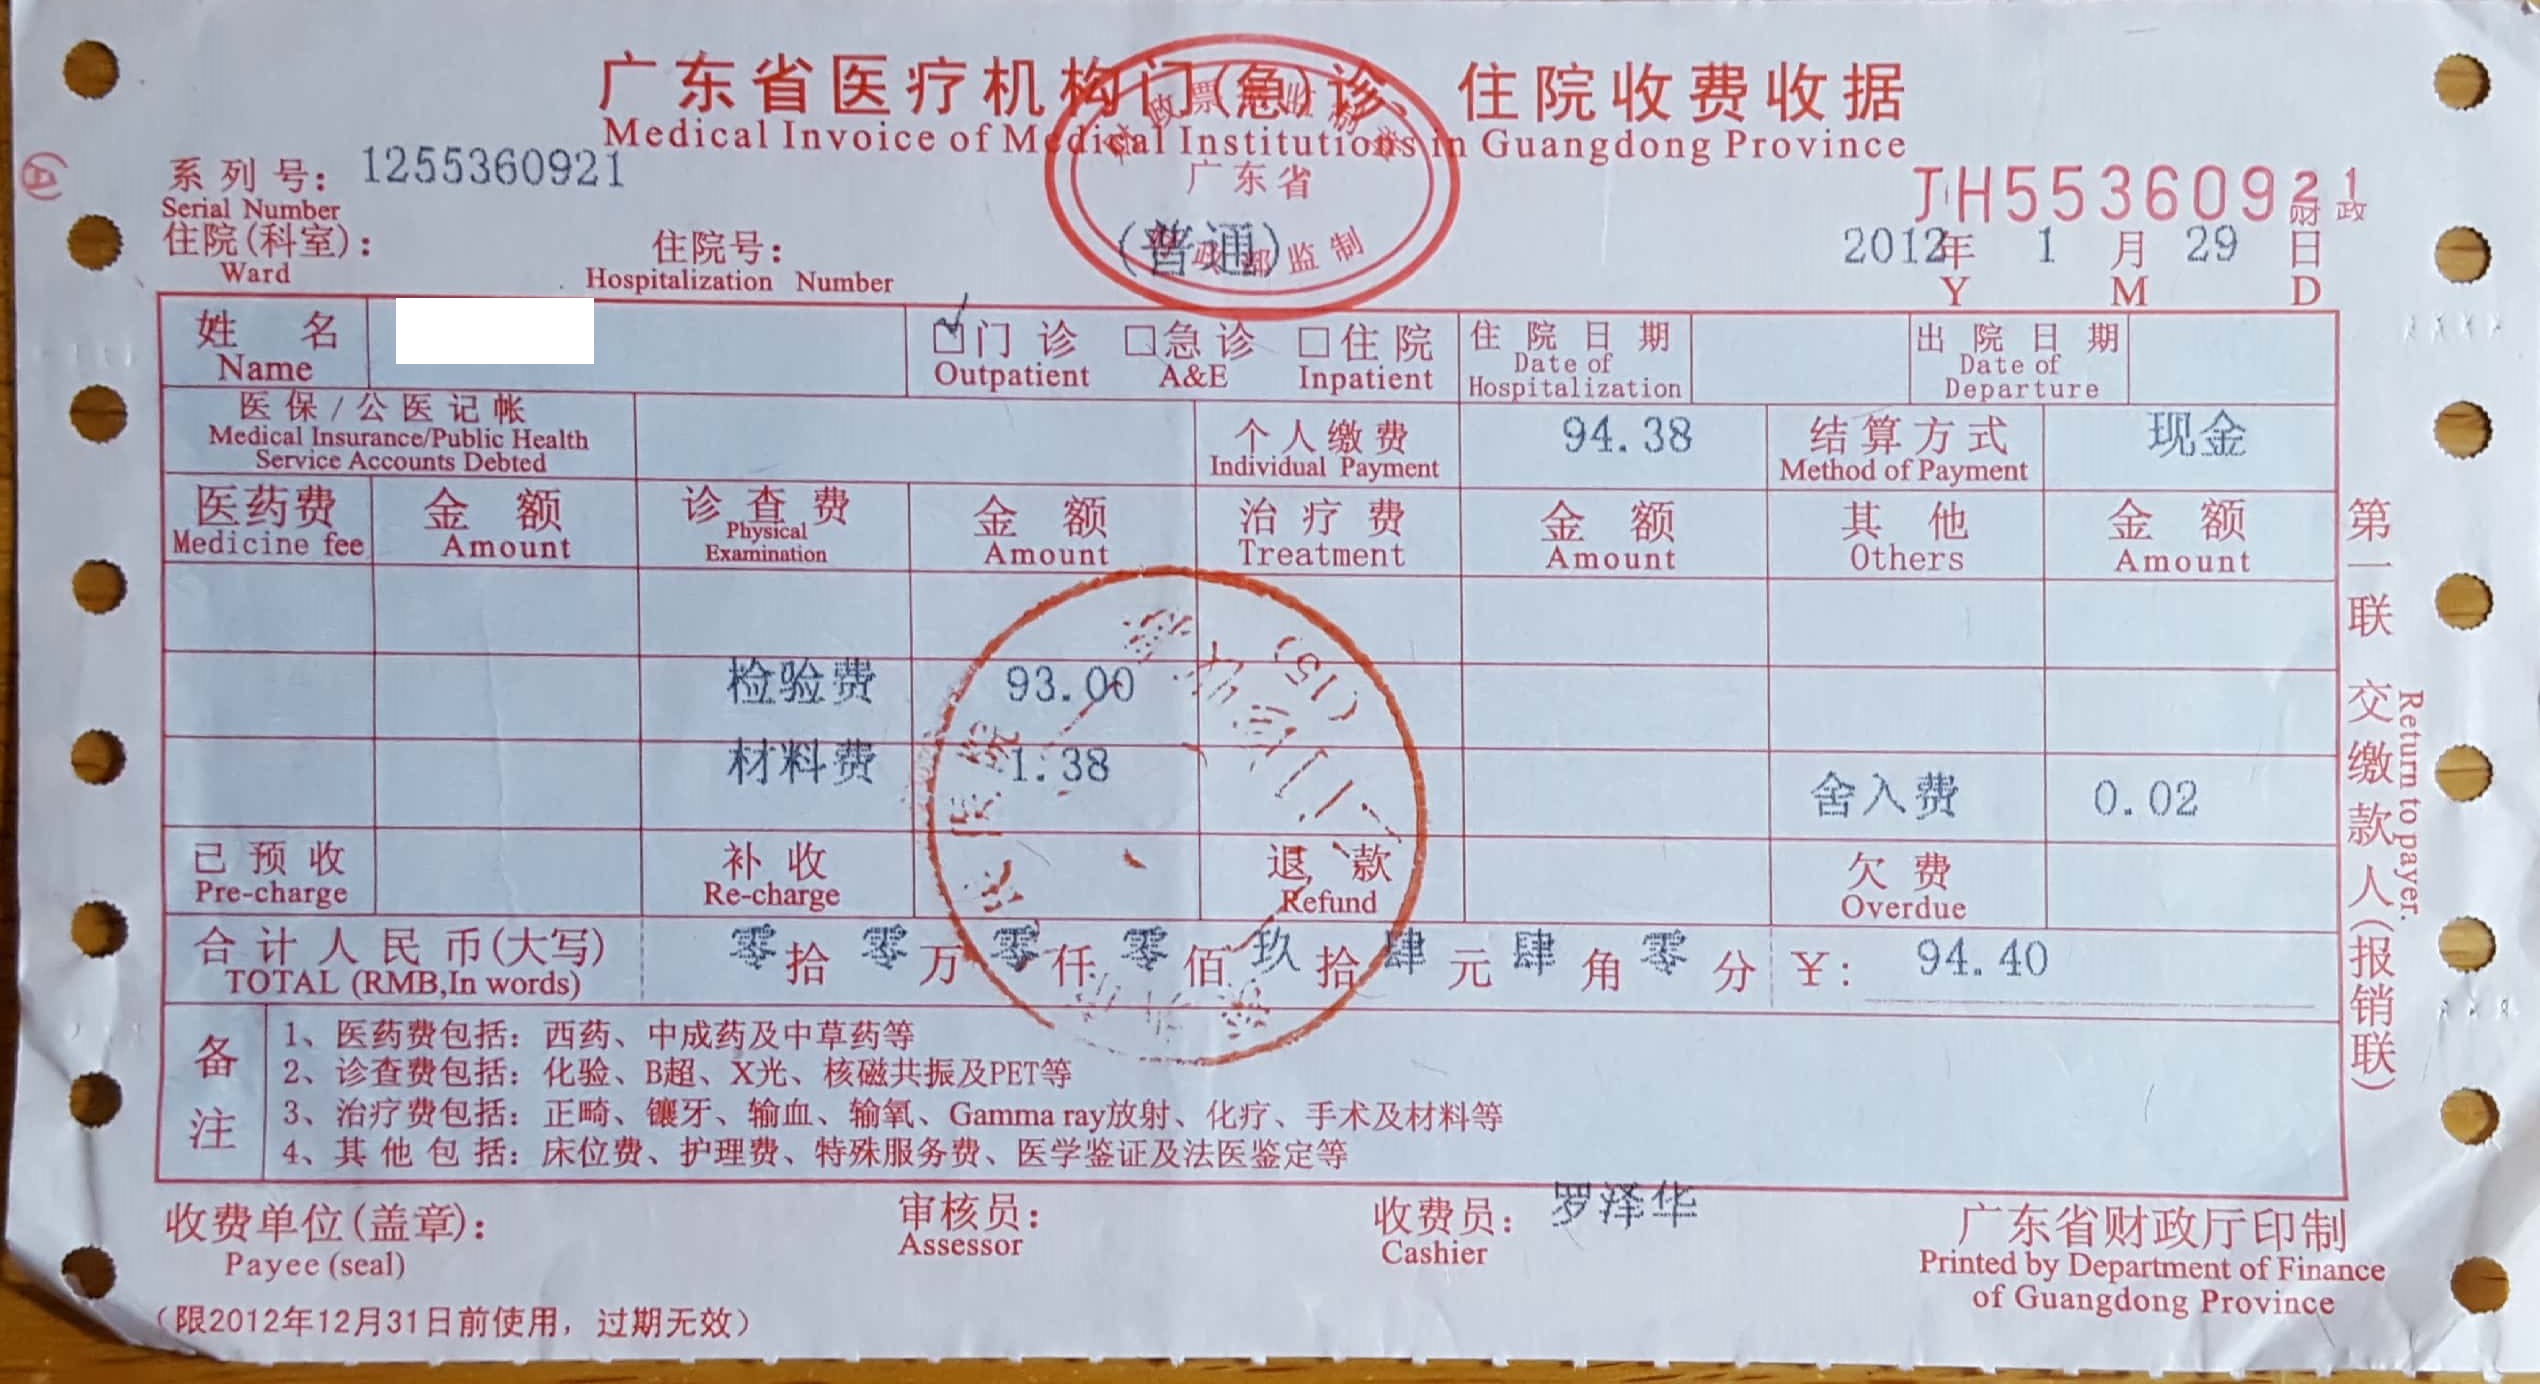 广东省医疗机构门(急)诊、住院收费收据
Medical Invoice of Medical Institutions in Guangdong Province
广东省
监制
系列号: 1255360921
Serial Number
JH55360921
财政
住院(科室):
Ward
住院号:
Hospitalization Number
(普通)
2012年 1 月 29 日
Y M D
姓名
Name
□门诊 □急诊 □住院
Outpatient A&E Inpatient
住院日期
Date of
Hospitalization
出院日期
Date of
Departure
医保/公医记帐
Medical Insurance/Public Health
Service Accounts Debted
个人缴费 94.38
Individual Payment
结算方式 现金
Method of Payment
医药费 金额 诊查费 金额 治疗费 金额 其他 金额
Medicine fee Amount Physical Examination Amount Treatment Amount Others Amount
检验费 93.00
材料费 1.38 舍入费 0.02
已预收 补收 退款 欠费
Pre-charge Re-charge Refund Overdue
合计人民币(大写) 零拾零万零仟零佰玖拾肆元肆角零分 ¥: 94.40
TOTAL (RMB,In words)
备注
1、医药费包括：西药、中成药及中草药等
2、诊查费包括：化验、B超、X光、核磁共振及PET等
3、治疗费包括：正畸、镶牙、输血、输氧、Gamma ray放射、化疗、手术及材料等
4、其他包括：床位费、护理费、特殊服务费、医学鉴证及法医鉴定等
收费单位(盖章):
Payee (seal)
审核员:
Assessor
收费员: 罗泽华
Cashier
广东省财政厅印制
Printed by Department of Finance
of Guangdong Province
(限2012年12月31日前使用，过期无效)
第一联 交缴款人(报销联)
Return to payer.